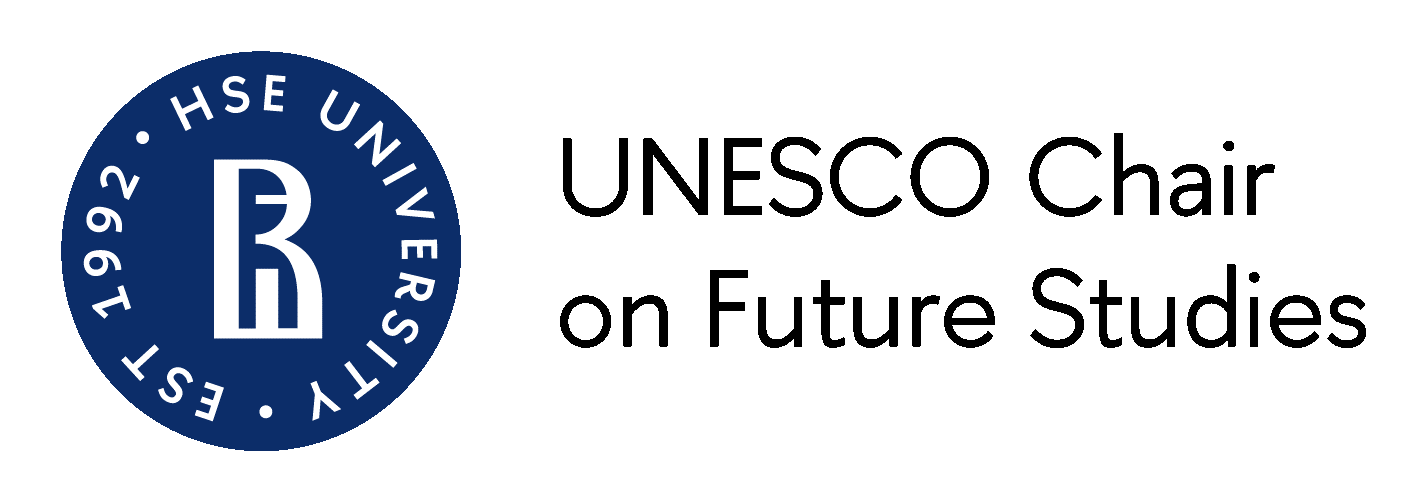 HSE UNIVERSITY • EST 1992 •
UNESCO Chair
on Future Studies